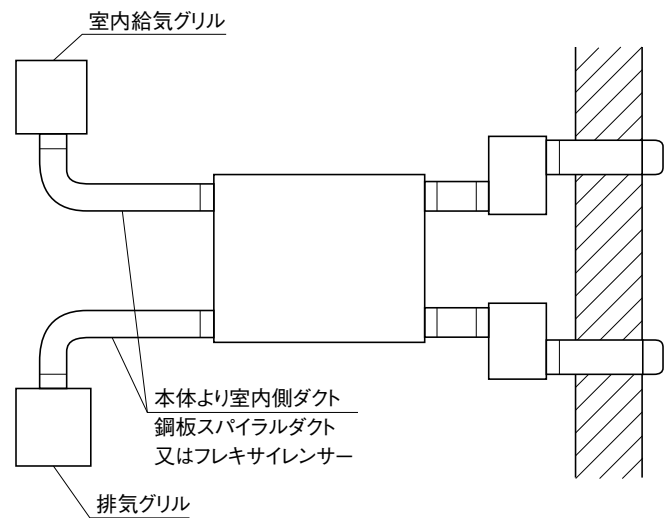 室内給気グリル
本体より室内側ダクト
鋼板スパイラルダクト
又はフレキサイレンサー
排気グリル